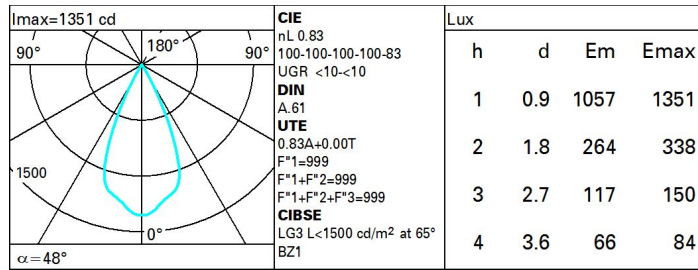 Imax=1351 cd
90° 180° 90°
1500
0°
α=48°
CIE
nL 0.83
100-100-100-100-83
UGR <10-<10
DIN
A.61
UTE
0.83A+0.00T
F"1=999
F"1+F"2=999
F"1+F"2+F"3=999
CIBSE
LG3 L<1500 cd/m² at 65°
BZ1
Lux
h d Em Emax
1 0.9 1057 1351
2 1.8 264 338
3 2.7 117 150
4 3.6 66 84